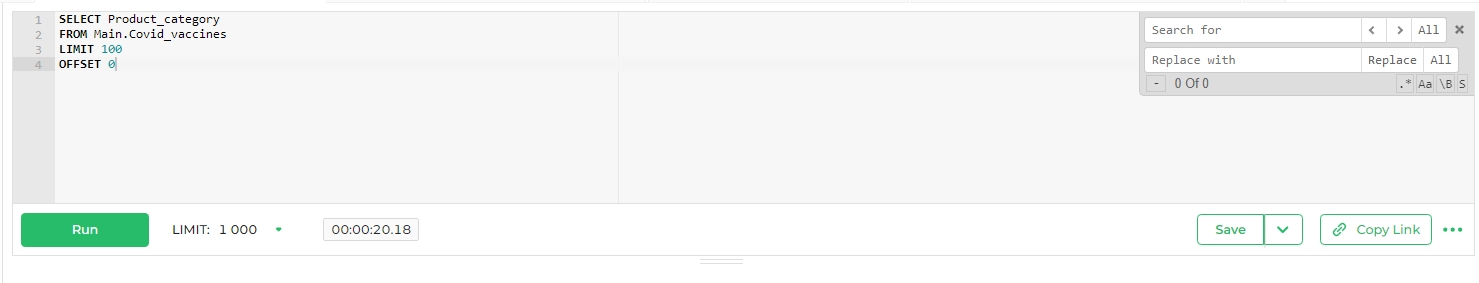 1 SELECT Product_category
2 FROM Main.Covid_vaccines
3 LIMIT 100
4 OFFSET 0
Search for < > All ×
Replace with Replace All
- 0 Of 0 .* Aa \B S
Run LIMIT: 1 000 00:00:20.18 Save Copy Link